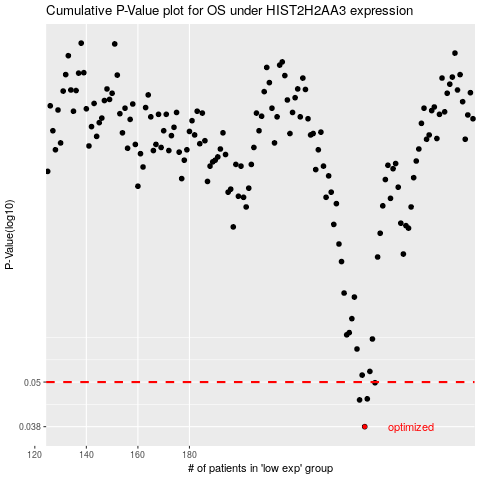 Cumulative P-Value plot for OS under HIST2H2AA3 expression
P-Value(log10)
0.05
0.038
optimized
120 140 160 180
# of patients in 'low exp' group